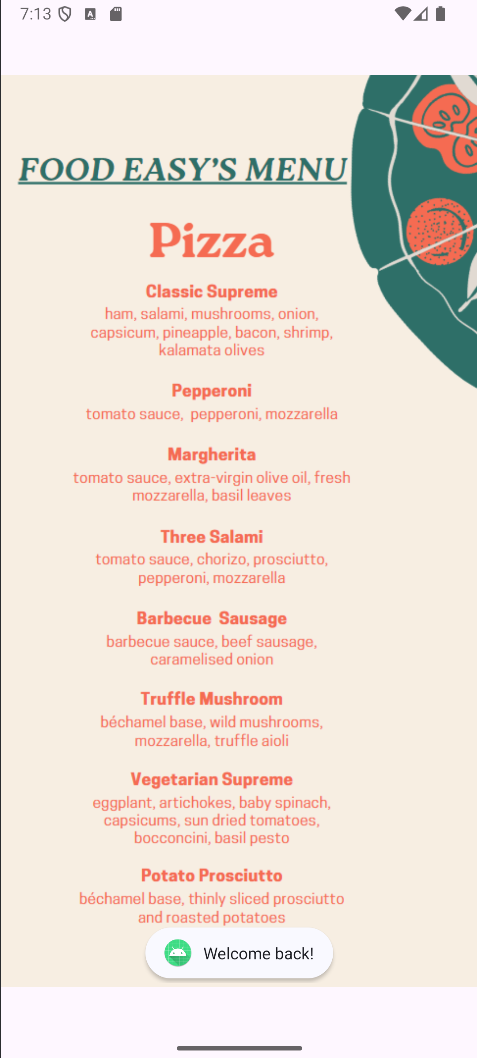 7:13
FOOD EASY'S MENU
Pizza
Classic Supreme
ham, salami, mushrooms, onion,
capsicum, pineapple, bacon, shrimp,
kalamata olives
Pepperoni
tomato sauce,  pepperoni, mozzarella
Margherita
tomato sauce, extra-virgin olive oil, fresh
mozzarella, basil leaves
Three Salami
tomato sauce, chorizo, prosciutto,
pepperoni, mozzarella
Barbecue  Sausage
barbecue sauce, beef sausage,
caramelised onion
Truffle Mushroom
béchamel base, wild mushrooms,
mozzarella, truffle aioli
Vegetarian Supreme
eggplant, artichokes, baby spinach,
capsicums, sun dried tomatoes,
bocconcini, basil pesto
Potato Prosciutto
béchamel base, thinly sliced prosciutto
and roasted potatoes
Welcome back!